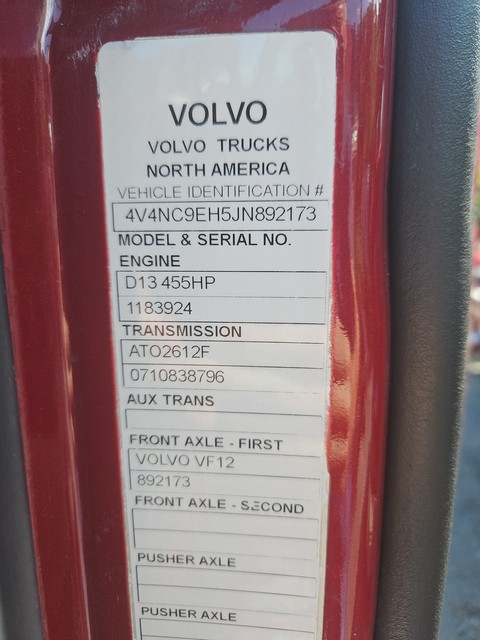 VOLVO
VOLVO TRUCKS
NORTH AMERICA
VEHICLE IDENTIFICATION #
4V4NC9EH5JN892173
MODEL & SERIAL NO.
ENGINE
D13 455HP
1183924
TRANSMISSION
ATO2612F
0710838796
AUX TRANS
FRONT AXLE - FIRST
VOLVO VF12
892173
FRONT AXLE - SECOND
PUSHER AXLE
PUSHER AXLE